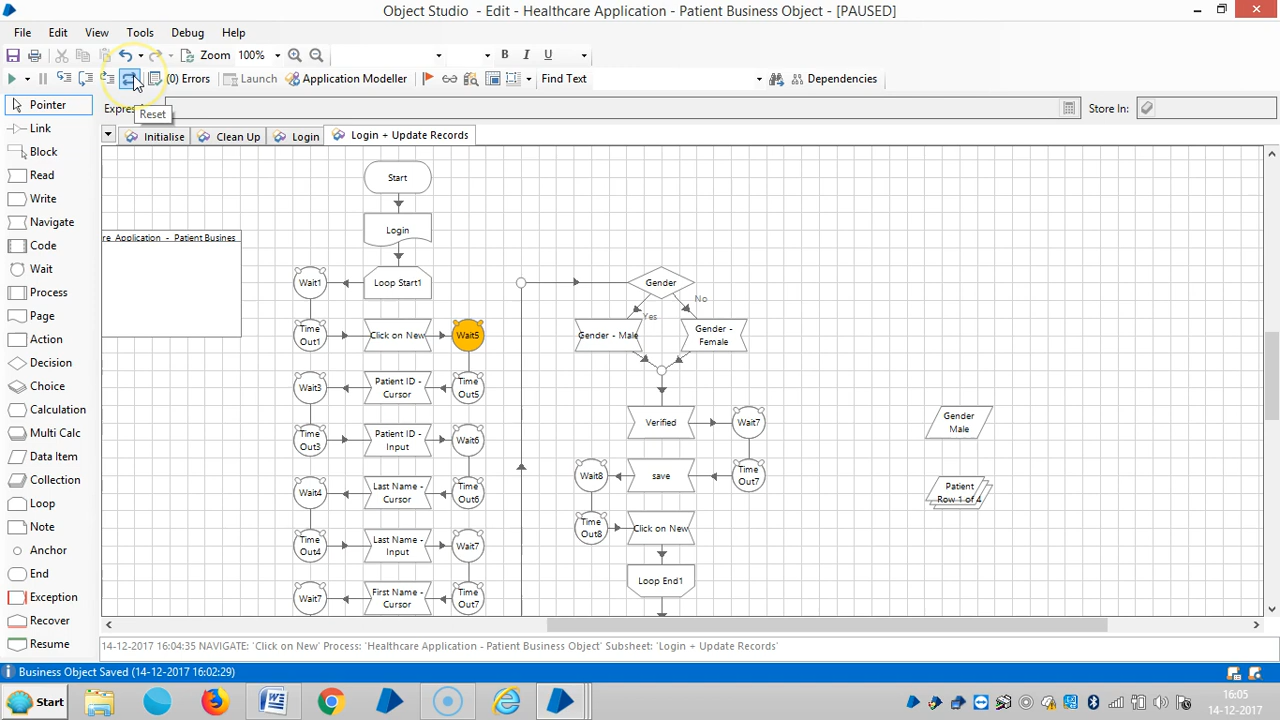 Object Studio - Edit - Healthcare Application - Patient Business Object - [PAUSED]
File Edit View Tools Debug Help
Zoom 100% B I U
(0) Errors Launch Application Modeller Find Text Dependencies
Reset
Store In:
Initialise Clean Up Login Login + Update Records
Pointer
Link
Block
Read
Write
Navigate
Code
Wait
Process
Page
Action
Decision
Choice
Calculation
Multi Calc
Data Item
Collection
Loop
Note
Anchor
End
Exception
Recover
Resume
re Application - Patient Busines
Start
Login
Wait1
Loop Start1
Time Out1
Click on New
Wait5
Wait3
Patient ID - Cursor
Time Out5
Time Out3
Patient ID - Input
Wait6
Wait4
Last Name - Cursor
Time Out6
Time Out4
Last Name - Input
Wait7
Wait7
First Name - Cursor
Time Out7
Gender
Yes
No
Gender - Male
Gender - Female
Verified
Wait7
Wait8
save
Time Out7
Time Out8
Click on New
Loop End1
Gender Male
Patient Row 1 of 4
14-12-2017 16:04:35 NAVIGATE: 'Click on New' Process: 'Healthcare Application - Patient Business Object' Subsheet: 'Login + Update Records'
Business Object Saved (14-12-2017 16:02:29)
Start
16:05
14-12-2017